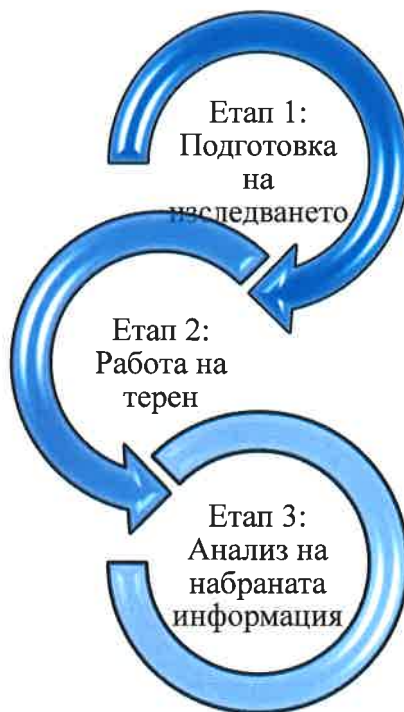 Етап 1:
Подготовка
на
изследването
Етап 2:
Работа на
терен
Етап 3:
Анализ на
набраната
информация